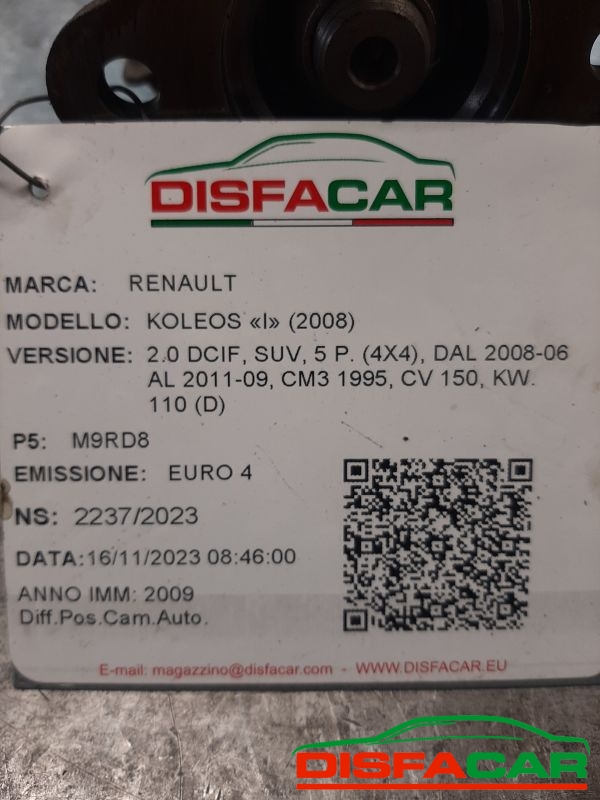 DISFACAR
MARCA: RENAULT
MODELLO: KOLEOS «I» (2008)
VERSIONE: 2.0 DCIF, SUV, 5 P. (4X4), DAL 2008-06
AL 2011-09, CM3 1995, CV 150, KW.
110 (D)
P5: M9RD8
EMISSIONE: EURO 4
NS: 2237/2023
DATA:16/11/2023 08:46:00
ANNO IMM: 2009
Diff.Pos.Cam.Auto.
E-mail: magazzino@disfacar.com - WWW.DISFACAR.EU
DISFACAR